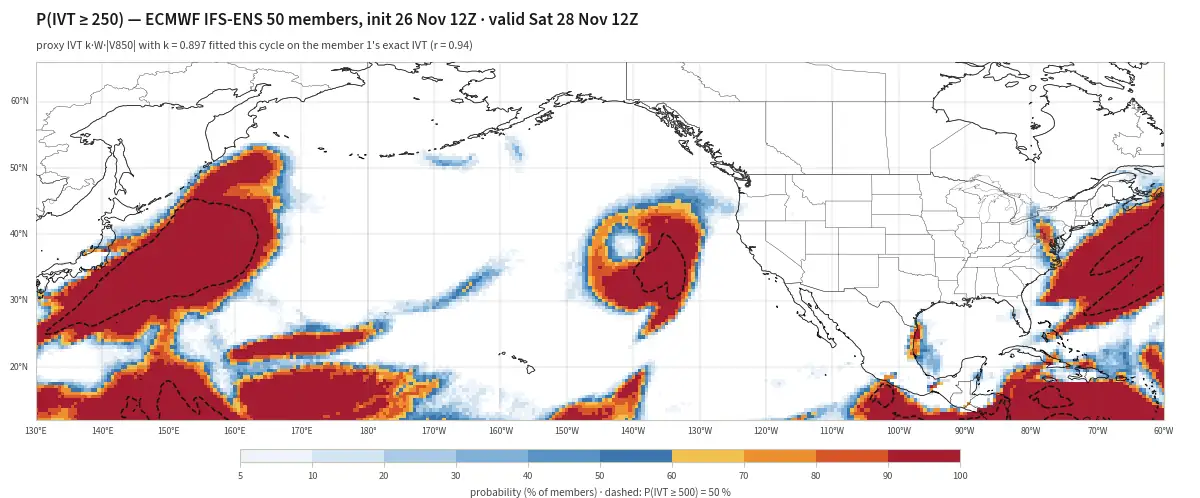 P(IVT ≥ 250) — ECMWF IFS-ENS 50 members, init 26 Nov 12Z · valid Sat 28 Nov 12Z
proxy IVT k·W·|V850| with k = 0.897 fitted this cycle on the member 1's exact IVT (r = 0.94)
60°N
50°N
40°N
30°N
20°N
130°E 140°E 150°E 160°E 170°E 180° 170°W 160°W 150°W 140°W 130°W 120°W 110°W 100°W 90°W 80°W 70°W 60°W
5 10 20 30 40 50 60 70 80 90 100
probability (% of members) · dashed: P(IVT ≥ 500) = 50 %